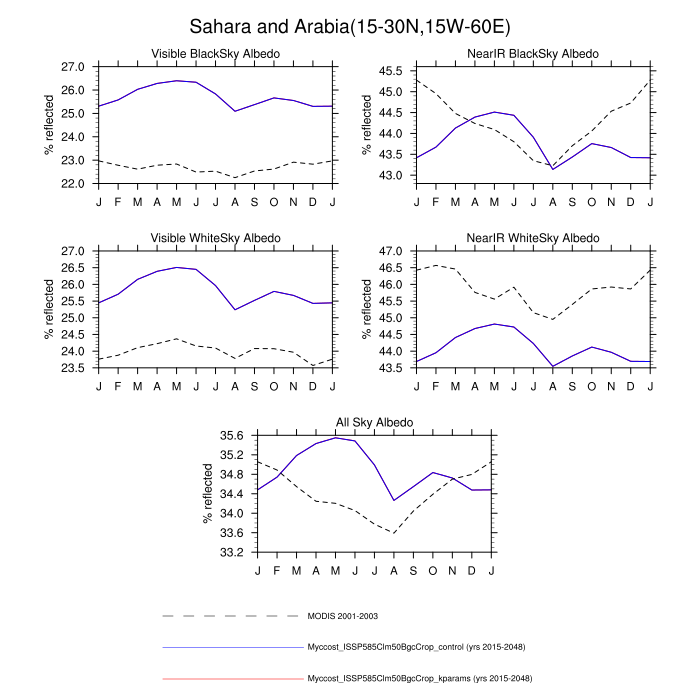 Sahara and Arabia(15-30N,15W-60E)
Visible BlackSky Albedo
% reflected
27.0
26.0
25.0
24.0
23.0
22.0
J F M A M J J A S O N D J
NearIR BlackSky Albedo
% reflected
45.5
45.0
44.5
44.0
43.5
43.0
J F M A M J J A S O N D J
Visible WhiteSky Albedo
% reflected
27.0
26.5
26.0
25.5
25.0
24.5
24.0
23.5
J F M A M J J A S O N D J
NearIR WhiteSky Albedo
% reflected
47.0
46.5
46.0
45.5
45.0
44.5
44.0
43.5
J F M A M J J A S O N D J
All Sky Albedo
% reflected
35.6
35.2
34.8
34.4
34.0
33.6
33.2
J F M A M J J A S O N D J
MODIS 2001-2003
Myccost_ISSP585Clm50BgcCrop_control (yrs 2015-2048)
Myccost_ISSP585Clm50BgcCrop_kparams (yrs 2015-2048)